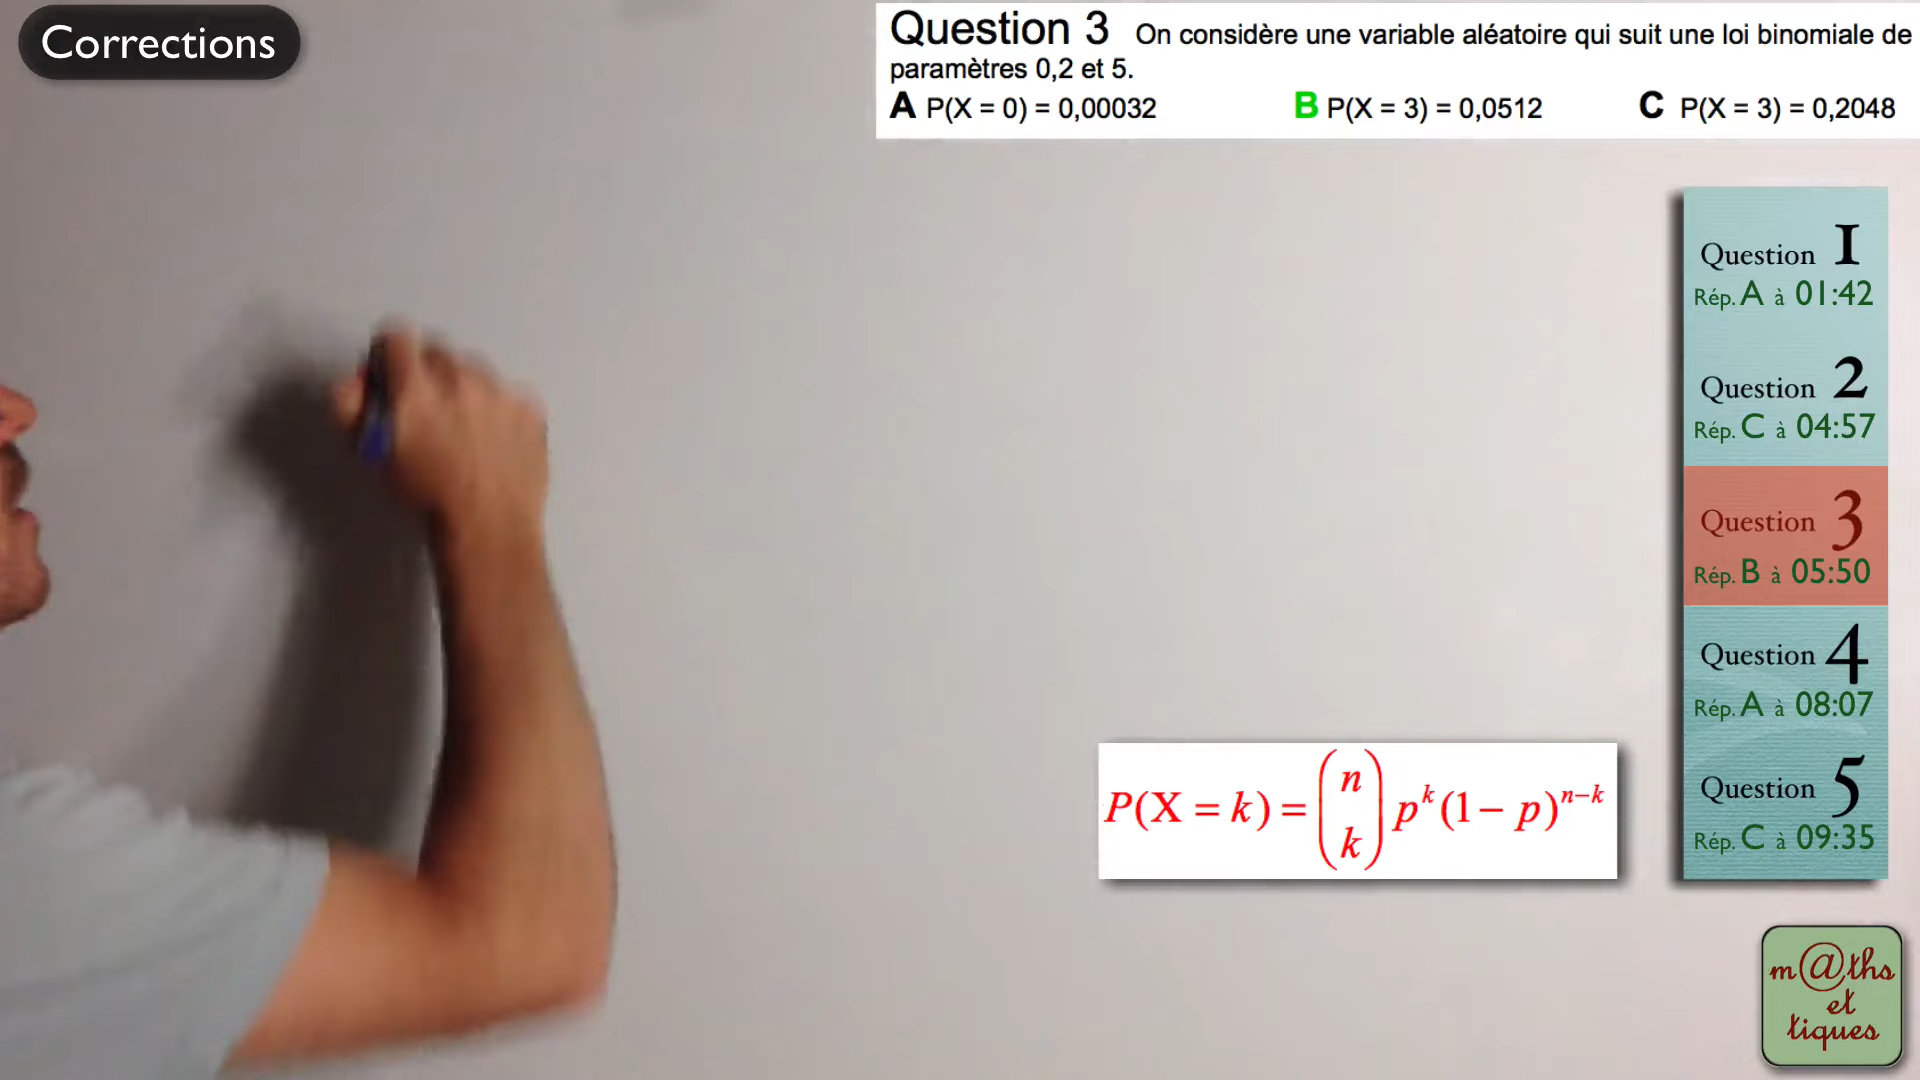 Corrections
Question 3 On considère une variable aléatoire qui suit une loi binomiale de
paramètres 0,2 et 5.
A P(X = 0) = 0,00032 B P(X = 3) = 0,0512 C P(X = 3) = 0,2048
Question 1
Rép. A à 01:42
Question 2
Rép. C à 04:57
Question 3
Rép. B à 05:50
Question 4
Rép. A à 08:07
Question 5
Rép. C à 09:35
P(X = k) = (n k) p^k (1 − p)^{n−k}
m@ths
et
tiques